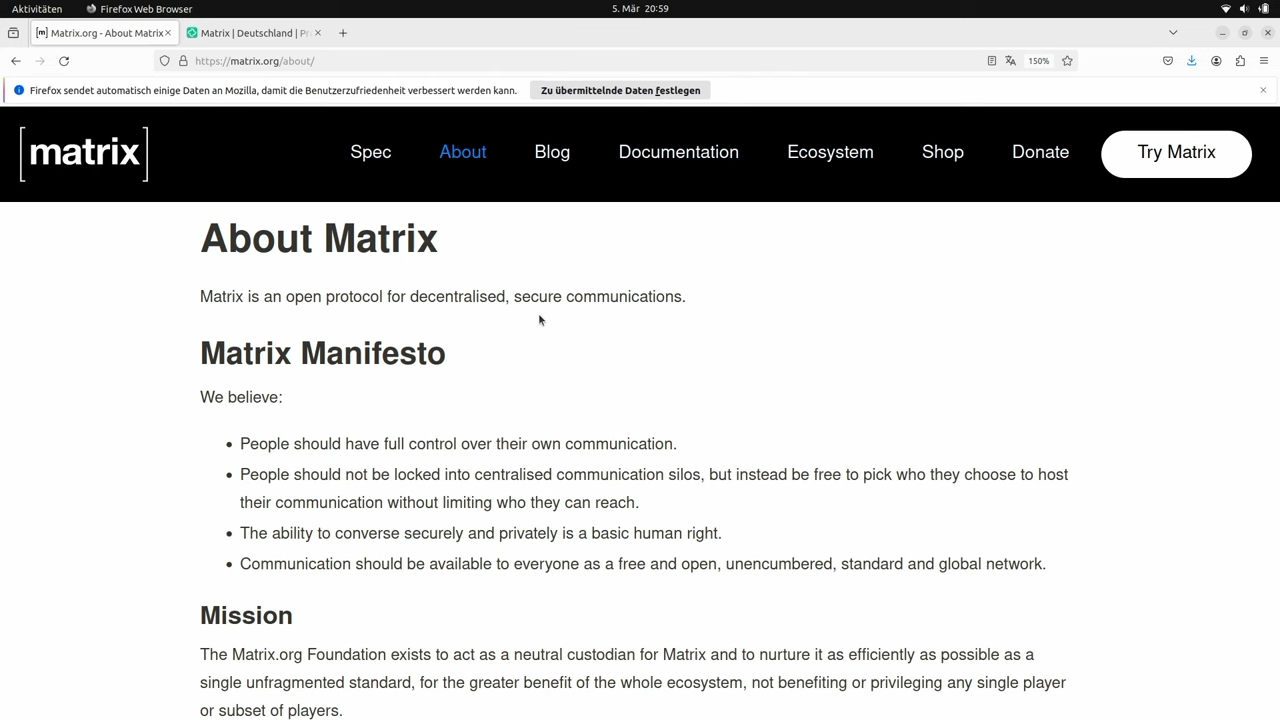 Aktivitäten Firefox Web Browser 5. Mär 20:59
[m] Matrix.org - About Matrix Matrix | Deutschland | Pr
https://matrix.org/about/ 150%
Firefox sendet automatisch einige Daten an Mozilla, damit die Benutzerzufriedenheit verbessert werden kann. Zu übermittelnde Daten festlegen
[matrix] Spec About Blog Documentation Ecosystem Shop Donate Try Matrix
About Matrix
Matrix is an open protocol for decentralised, secure communications.
Matrix Manifesto
We believe:
• People should have full control over their own communication.
• People should not be locked into centralised communication silos, but instead be free to pick who they choose to host
their communication without limiting who they can reach.
• The ability to converse securely and privately is a basic human right.
• Communication should be available to everyone as a free and open, unencumbered, standard and global network.
Mission
The Matrix.org Foundation exists to act as a neutral custodian for Matrix and to nurture it as efficiently as possible as a
single unfragmented standard, for the greater benefit of the whole ecosystem, not benefiting or privileging any single player
or subset of players.